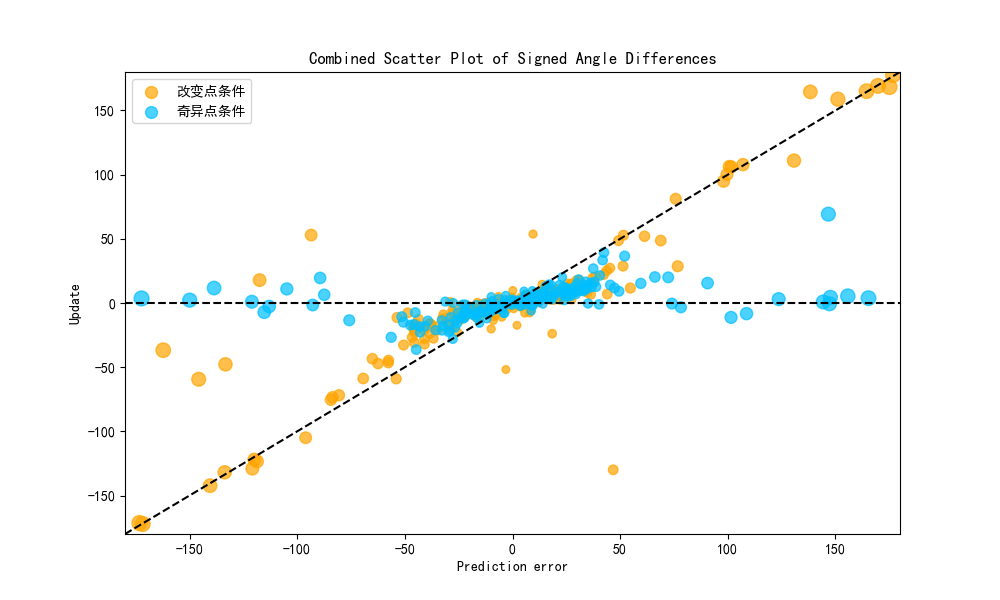 Combined Scatter Plot of Signed Angle Differences
改变点条件
奇异点条件
Update
150
100
50
0
−50
−100
−150
−150
−100
−50
0
50
100
150
Prediction error